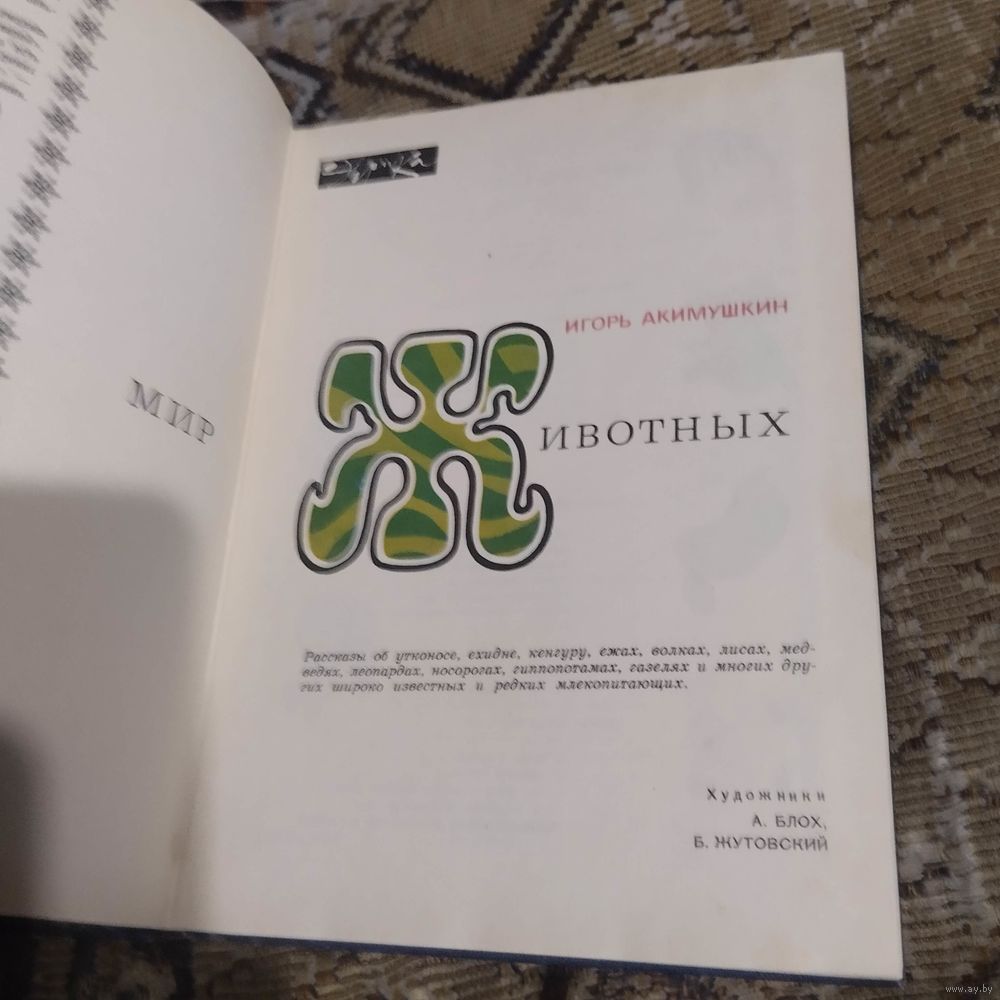 МИР
ИГОРЬ АКИМУШКИН
ЖИВОТНЫХ
Рассказы об утконосе, ехидне, кенгуру, ежах, волках, лисах, мед-
ведях, леопардах, носорогах, гиппопотамах, газелях и многих дру-
гих широко известных и редких млекопитающих.
Художники
А. БЛОХ,
Б. ЖУТОВСКИЙ
www.ay.by